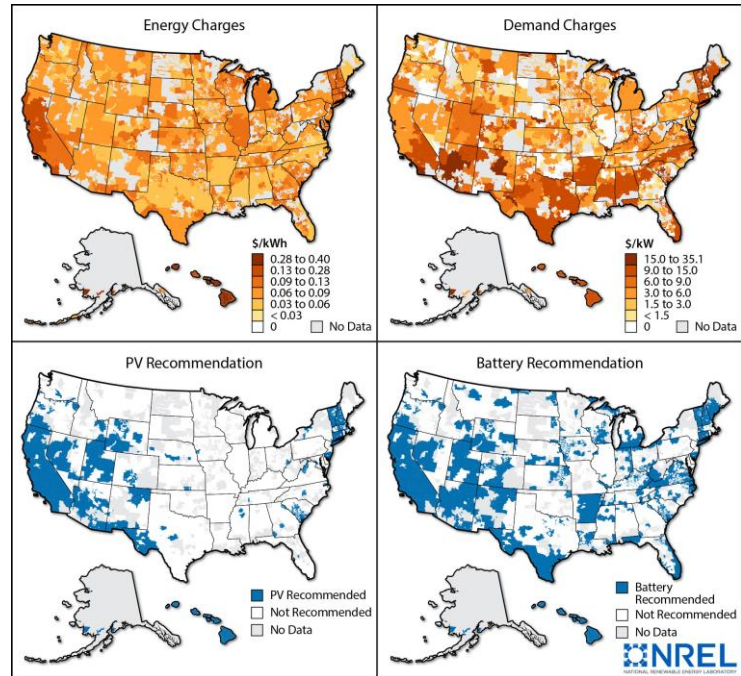 Energy Charges
$/kWh
0.28 to 0.40
0.13 to 0.28
0.09 to 0.13
0.06 to 0.09
0.03 to 0.06
< 0.03
0
No Data
Demand Charges
$/kW
15.0 to 35.1
9.0 to 15.0
6.0 to 9.0
3.0 to 6.0
1.5 to 3.0
< 1.5
0
No Data
PV Recommendation
PV Recommended
Not Recommended
No Data
Battery Recommendation
Battery
Recommended
Not Recommended
No Data
NREL
NATIONAL RENEWABLE ENERGY LABORATORY